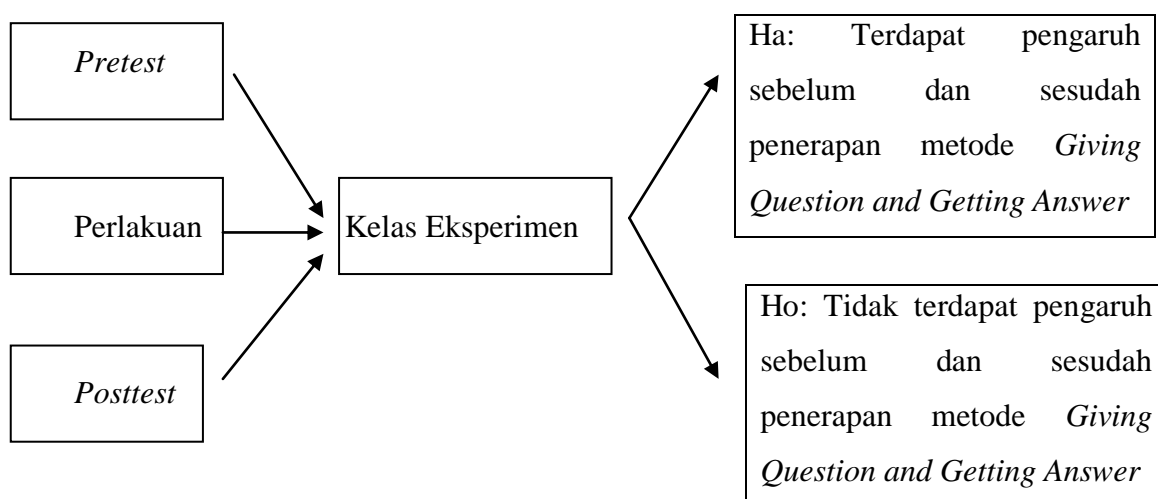 Pretest
Perlakuan
Posttest
Kelas Eksperimen
Ha: Terdapat pengaruh
sebelum dan sesudah
penerapan metode Giving
Question and Getting Answer
Ho: Tidak terdapat pengaruh
sebelum dan sesudah
penerapan metode Giving
Question and Getting Answer